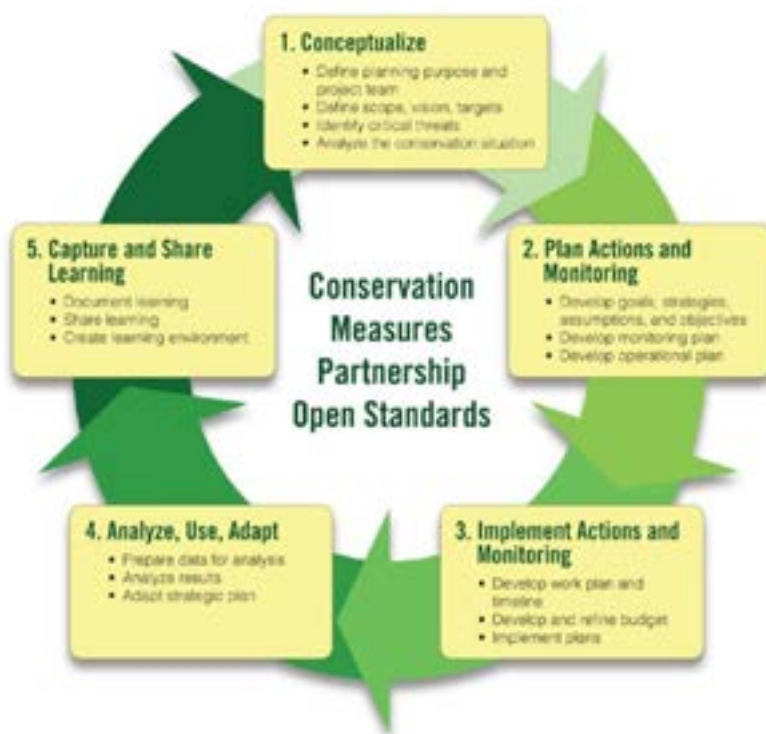 1. Conceptualize
• Define planning purpose and
project team
• Define scope, vision, targets
• Identify critical threats
• Analyze the conservation situation
2. Plan Actions and
Monitoring
• Develop goals, strategies,
assumptions, and objectives
• Develop monitoring plan
• Develop operational plan
3. Implement Actions and
Monitoring
• Develop work plan and
timeline
• Develop and refine budget
• Implement plans
4. Analyze, Use, Adapt
• Prepare data for analysis
• Analyze results
• Adapt strategic plan
5. Capture and Share
Learning
• Document learning
• Share learning
• Create learning environment
Conservation
Measures
Partnership
Open Standards